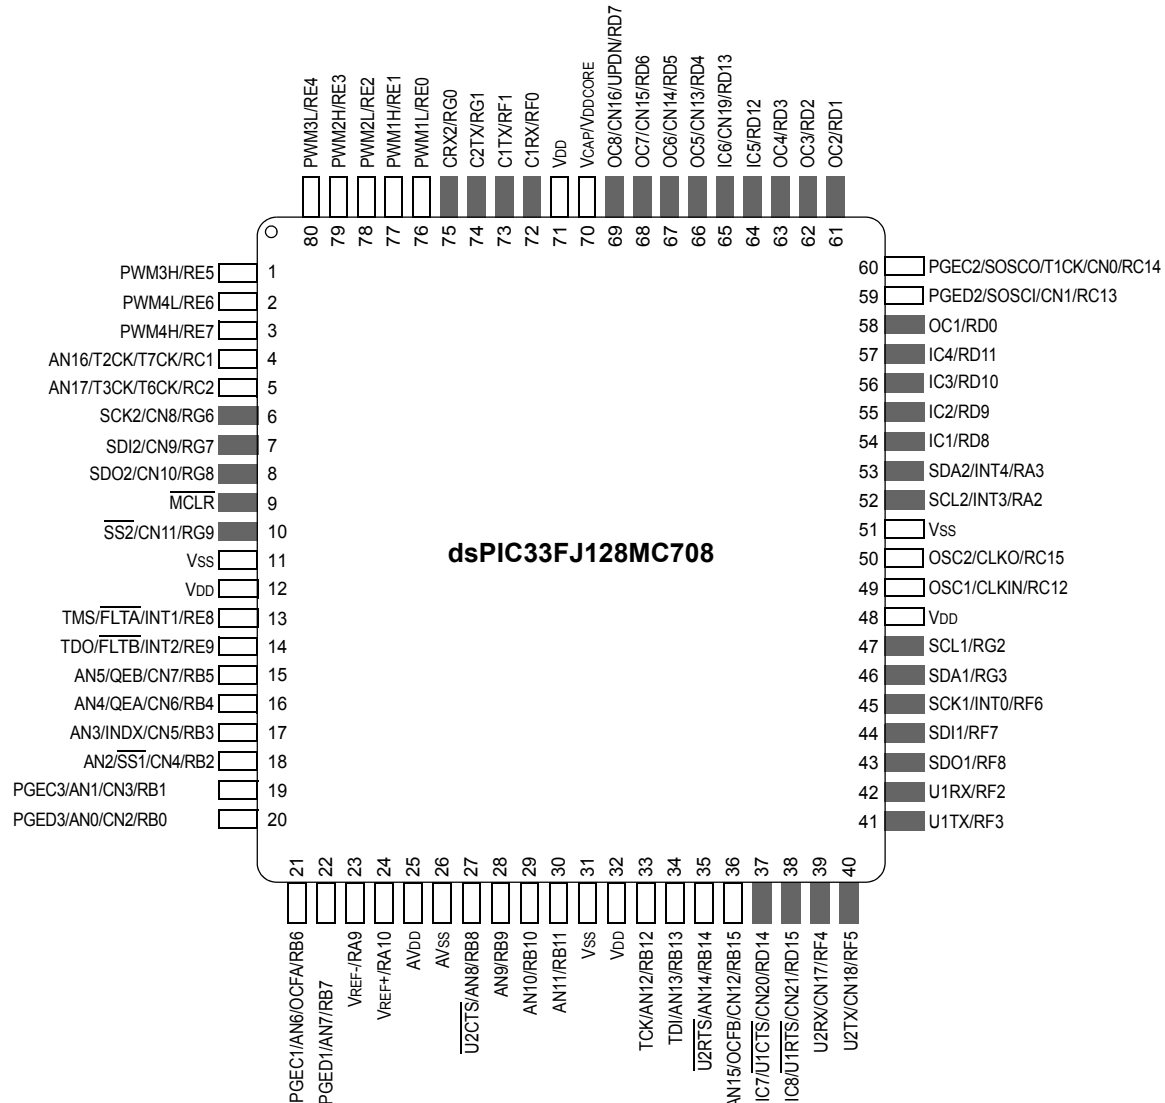 PWM3L/RE4
PWM2H/RE3
PWM2L/RE2
PWM1H/RE1
PWM1L/RE0
CRX2/RG0
C2TX/RG1
C1TX/RF1
C1RX/RF0
VDD
VCAP/VDDCORE
OC8/CN16/UPDN/RD7
OC7/CN15/RD6
OC6/CN14/RD5
OC5/CN13/RD4
IC6/CN19/RD13
IC5/RD12
OC4/RD3
OC3/RD2
OC2/RD1
80 79 78 77 76 75 74 73 72 71 70 69 68 67 66 65 64 63 62 61
PWM3H/RE5 1
PWM4L/RE6 2
PWM4H/RE7 3
AN16/T2CK/T7CK/RC1 4
AN17/T3CK/T6CK/RC2 5
SCK2/CN8/RG6 6
SDI2/CN9/RG7 7
SDO2/CN10/RG8 8
MCLR 9
SS2/CN11/RG9 10
VSS 11
VDD 12
TMS/FLTA/INT1/RE8 13
TDO/FLTB/INT2/RE9 14
AN5/QEB/CN7/RB5 15
AN4/QEA/CN6/RB4 16
AN3/INDX/CN5/RB3 17
AN2/SS1/CN4/RB2 18
PGEC3/AN1/CN3/RB1 19
PGED3/AN0/CN2/RB0 20
dsPIC33FJ128MC708
60 PGEC2/SOSCO/T1CK/CN0/RC14
59 PGED2/SOSCI/CN1/RC13
58 OC1/RD0
57 IC4/RD11
56 IC3/RD10
55 IC2/RD9
54 IC1/RD8
53 SDA2/INT4/RA3
52 SCL2/INT3/RA2
51 VSS
50 OSC2/CLKO/RC15
49 OSC1/CLKIN/RC12
48 VDD
47 SCL1/RG2
46 SDA1/RG3
45 SCK1/INT0/RF6
44 SDI1/RF7
43 SDO1/RF8
42 U1RX/RF2
41 U1TX/RF3
21 22 23 24 25 26 27 28 29 30 31 32 33 34 35 36 37 38 39 40
PGEC1/AN6/OCFA/RB6
PGED1/AN7/RB7
VREF-/RA9
VREF+/RA10
AVDD
AVSS
U2CTS/AN8/RB8
AN9/RB9
AN10/RB10
AN11/RB11
VSS
VDD
TCK/AN12/RB12
TDI/AN13/RB13
U2RTS/AN14/RB14
AN15/OCFB/CN12/RB15
IC7/U1CTS/CN20/RD14
IC8/U1RTS/CN21/RD15
U2RX/CN17/RF4
U2TX/CN18/RF5